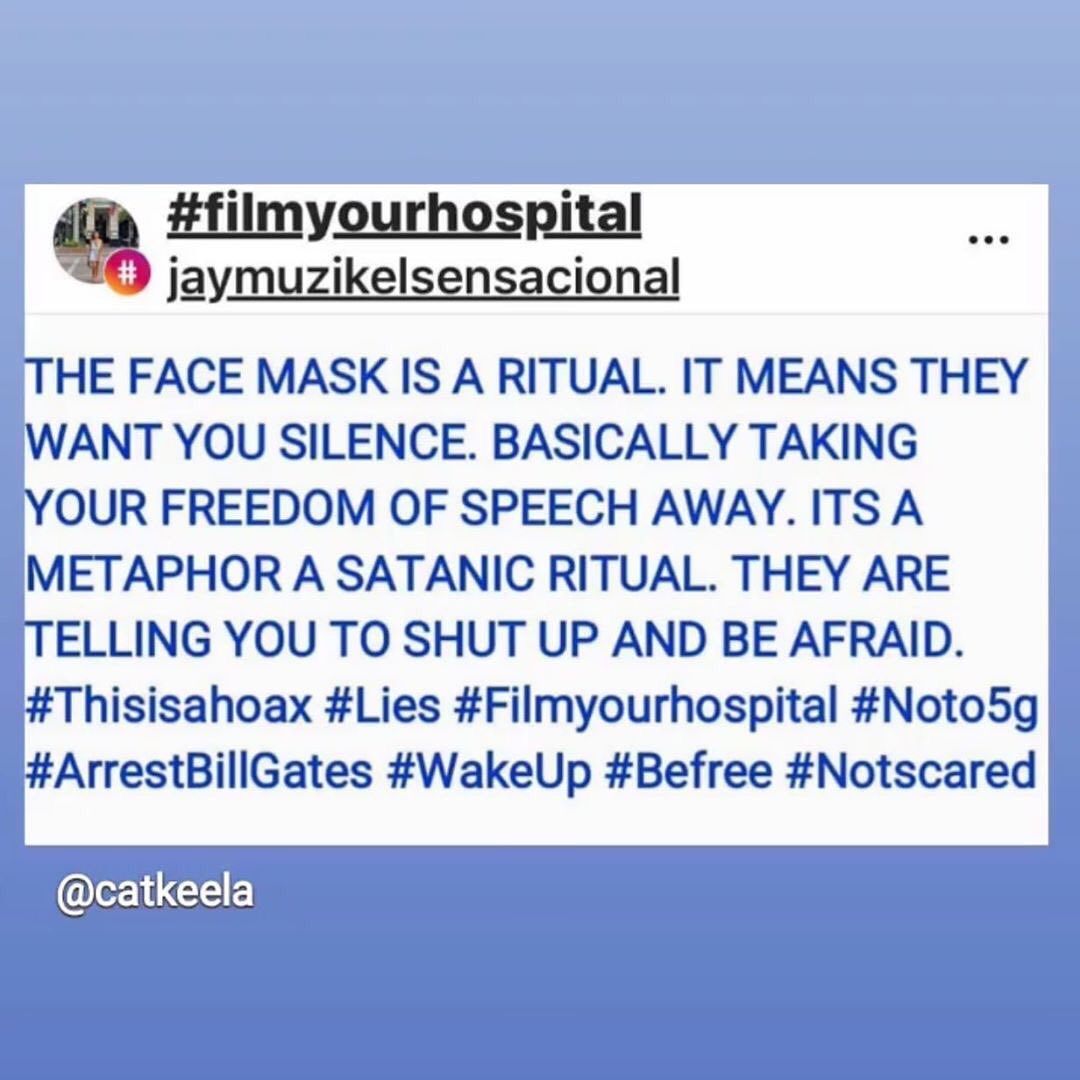 #filmyourhospital
jaymuzikelsensacional
THE FACE MASK IS A RITUAL. IT MEANS THEY
WANT YOU SILENCE. BASICALLY TAKING
YOUR FREEDOM OF SPEECH AWAY. ITS A
METAPHOR A SATANIC RITUAL. THEY ARE
TELLING YOU TO SHUT UP AND BE AFRAID.
#Thisisahoax #Lies #Filmyourhospital #Noto5g
#ArrestBillGates #WakeUp #Befree #Notscared
@catkeela